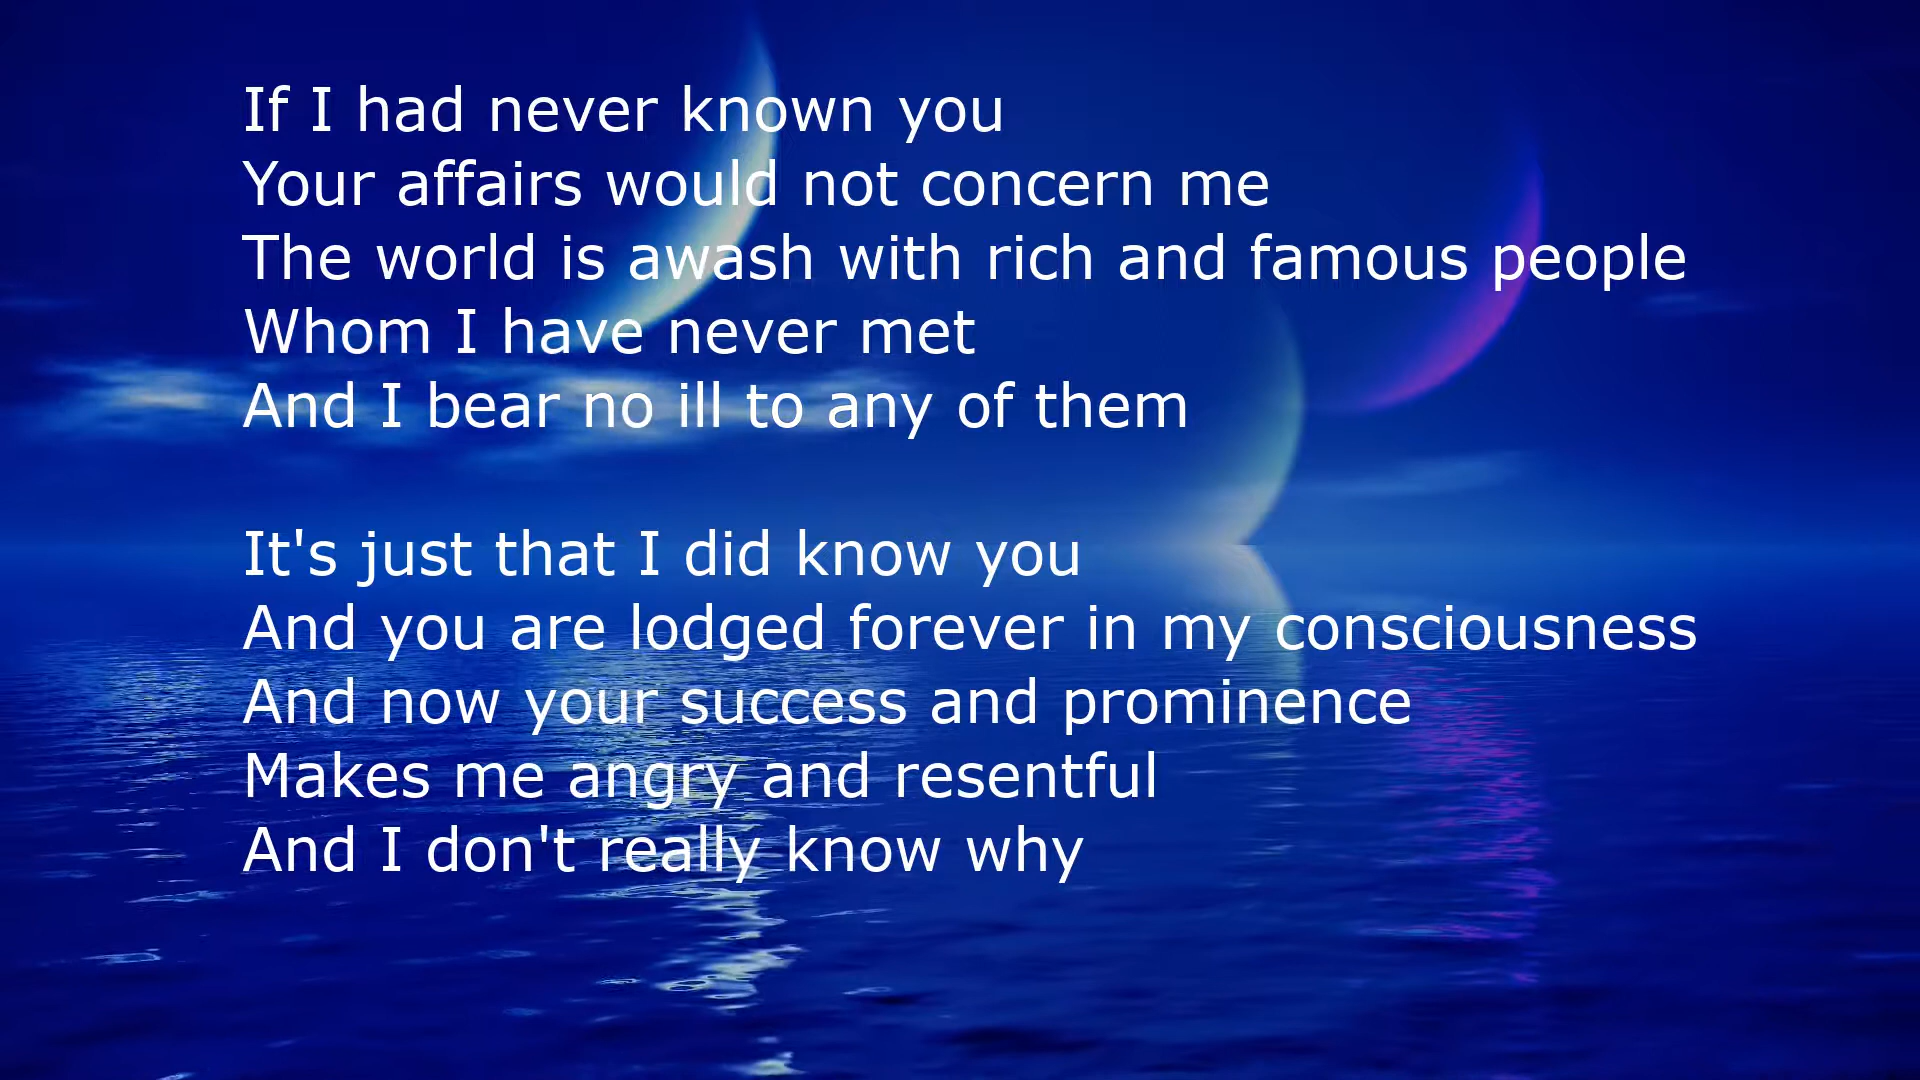 If I had never known you
Your affairs would not concern me
The world is awash with rich and famous people
Whom I have never met
And I bear no ill to any of them
It's just that I did know you
And you are lodged forever in my consciousness
And now your success and prominence
Makes me angry and resentful
And I don't really know why